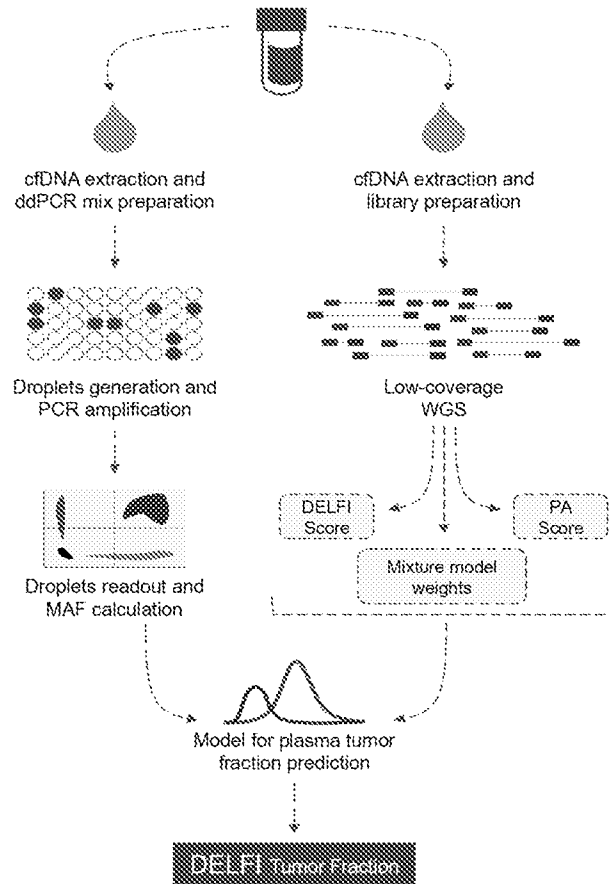 cfDNA extraction and
ddPCR mix preparation
cfDNA extraction and
library preparation
Droplets generation and
PCR amplification
Low-coverage
WGS
DELFI
Score
PA
Score
Mixture model
weights
Droplets readout and
MAF calculation
Model for plasma tumor
fraction prediction
DELFI Tumor Fraction